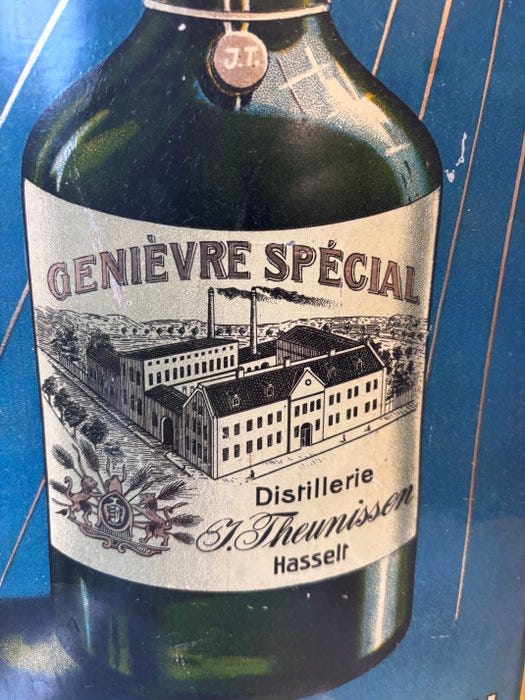 J.T.
GENIÈVRE SPÉCIAL
Distillerie
J. Theunissen
Hasselt